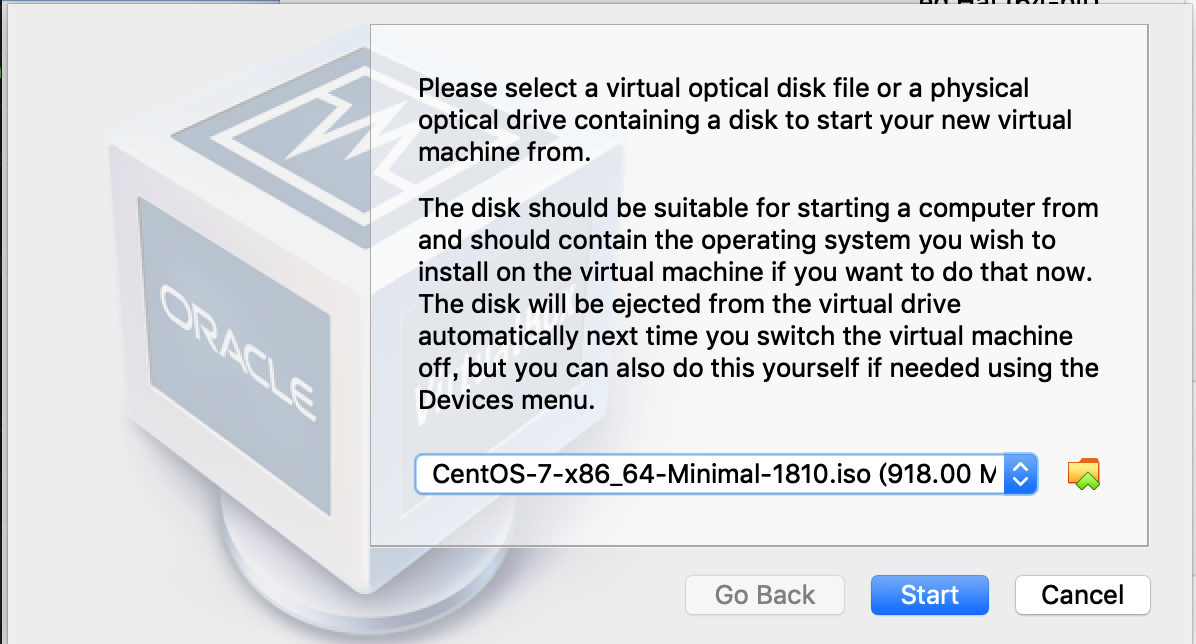 Please select a virtual optical disk file or a physical
optical drive containing a disk to start your new virtual
machine from.
The disk should be suitable for starting a computer from
and should contain the operating system you wish to
install on the virtual machine if you want to do that now.
The disk will be ejected from the virtual drive
automatically next time you switch the virtual machine
off, but you can also do this yourself if needed using the
Devices menu.
ORACLE
VirtualBox
CentOS-7-x86_64-Minimal-1810.iso (918.00 M
Go Back
Start
Cancel